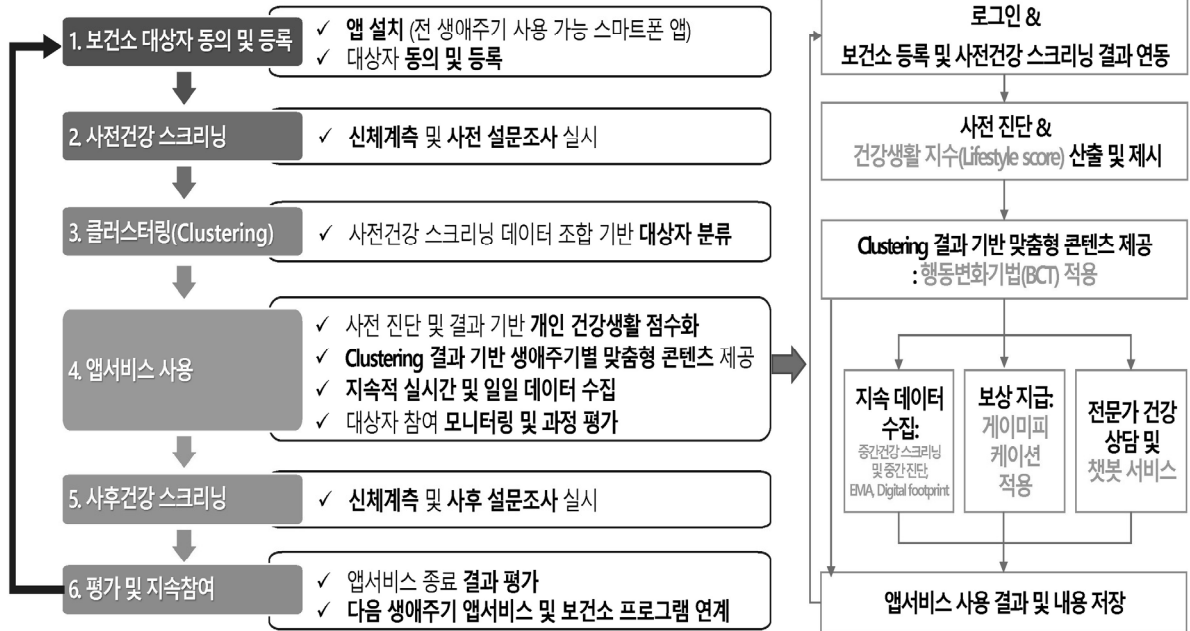 1. 보건소 대상자 동의 및 등록
✓ 앱 설치 (전 생애주기 사용 가능 스마트폰 앱)
✓ 대상자 동의 및 등록
2. 사전건강 스크리닝
✓ 신체계측 및 사전 설문조사 실시
3. 클러스터링(Clustering)
✓ 사전건강 스크리닝 데이터 조합 기반 대상자 분류
4. 앱서비스 사용
✓ 사전 진단 및 결과 기반 개인 건강생활 점수화
✓ Clustering 결과 기반 생애주기별 맞춤형 콘텐츠 제공
✓ 지속적 실시간 및 일일 데이터 수집
✓ 대상자 참여 모니터링 및 과정 평가
5. 사후건강 스크리닝
✓ 신체계측 및 사후 설문조사 실시
6. 평가 및 지속참여
✓ 앱서비스 종료 결과 평가
✓ 다음 생애주기 앱서비스 및 보건소 프로그램 연계
로그인 &
보건소 등록 및 사전건강 스크리닝 결과 연동
사전 진단 &
건강생활 지수(Lifestyle score) 산출 및 제시
Clustering 결과 기반 맞춤형 콘텐츠 제공
: 행동변화기법(BCT) 적용
지속 데이터
수집:
중간건강 스크리닝
및 중간 진단,
EMA, Digital footprint
보상 지급:
게이미피
케이션
적용
전문가 건강
상담 및
챗봇 서비스
앱서비스 사용 결과 및 내용 저장